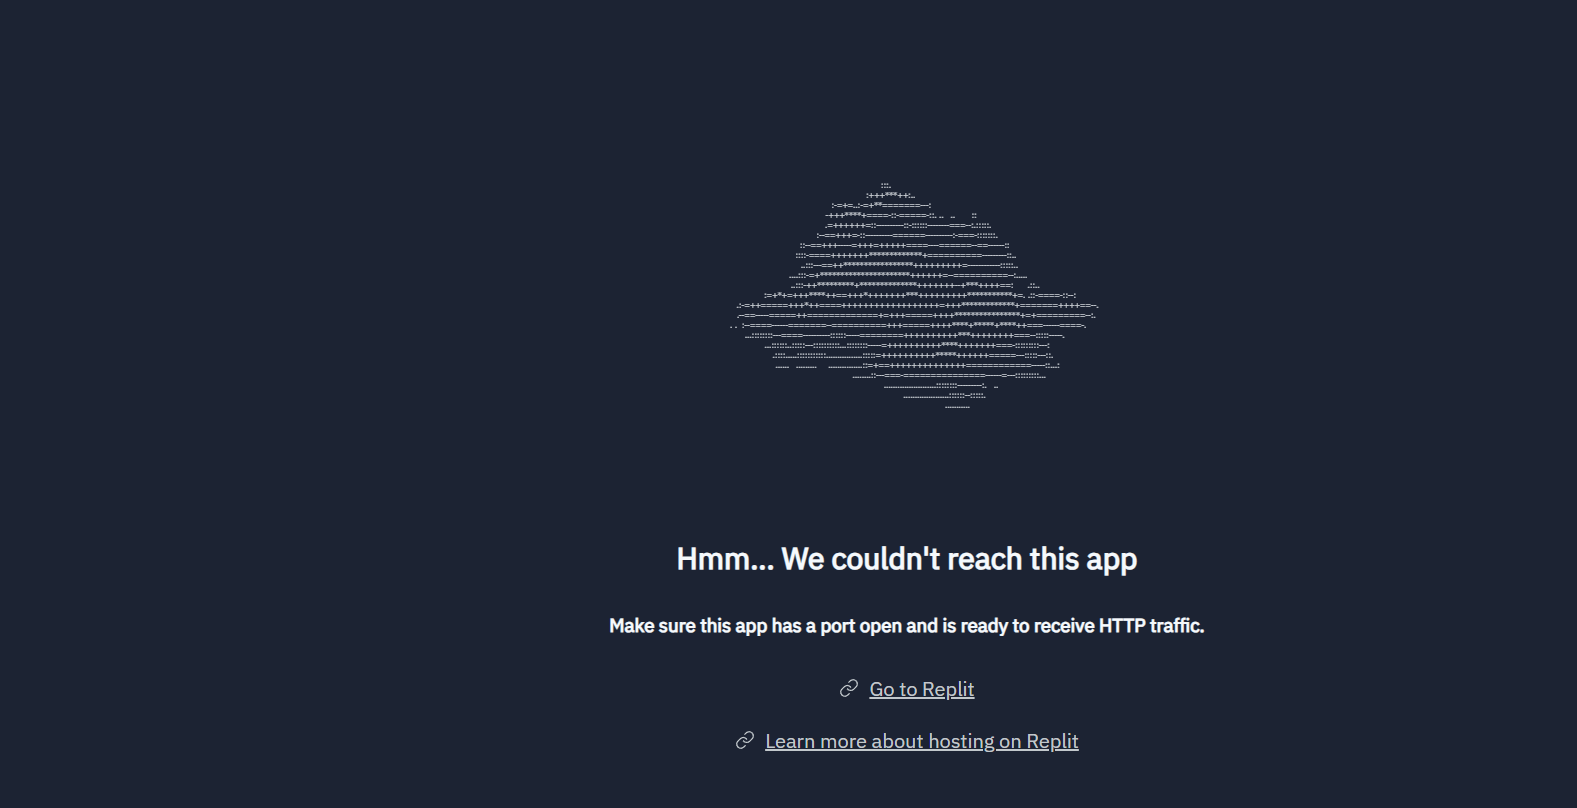 Hmm... We couldn't reach this app
Make sure this app has a port open and is ready to receive HTTP traffic.
Go to Replit
Learn more about hosting on Replit